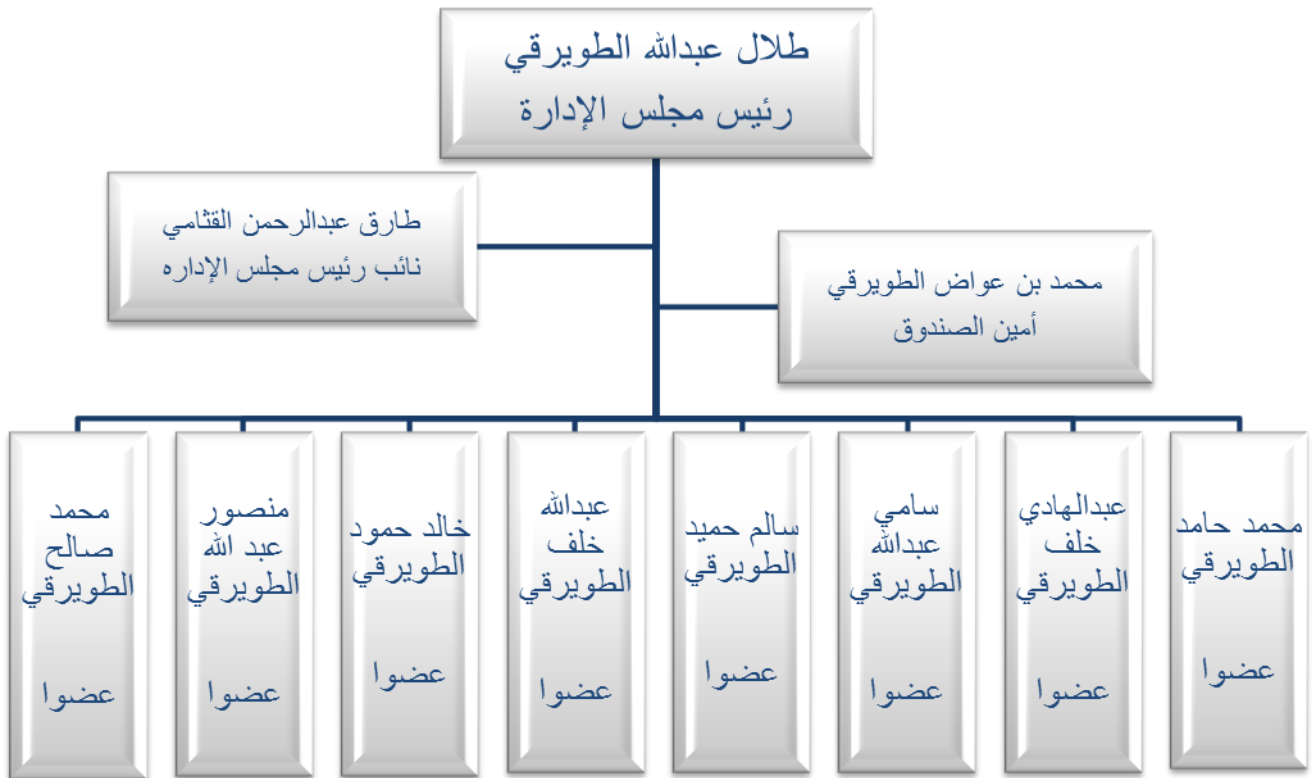 طلال عبدالله الطويرقي
رئيس مجلس الإدارة
طارق عبدالرحمن القثامي
نائب رئيس مجلس الإداره
محمد بن عواض الطويرقي
أمين الصندوق
محمد حامد
الطويرقي
عضوا
عبدالهادي
خلف
الطويرقي
عضوا
سامي
عبدالله
الطويرقي
عضوا
سالم حميد
الطويرقي
عضوا
عبدالله
خلف
الطويرقي
عضوا
خالد حمود
الطويرقي
عضوا
منصور
عبد الله
الطويرقي
عضوا
محمد
صالح
الطويرقي
عضوا